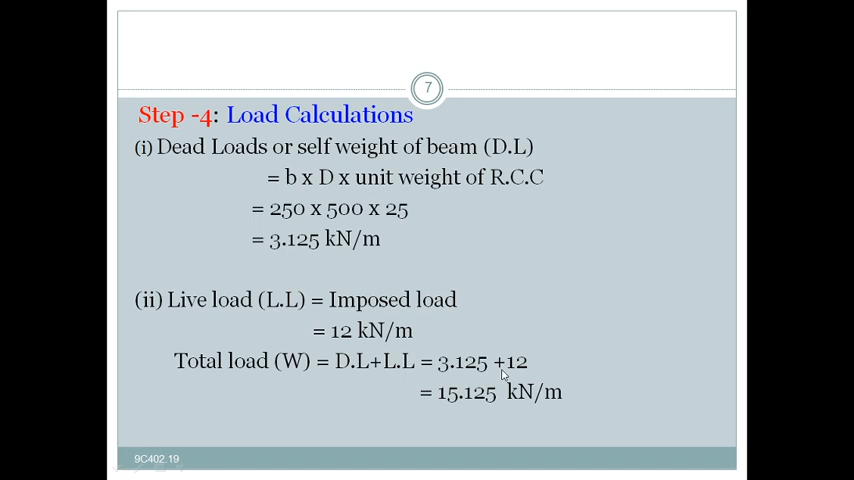 7
Step -4: Load Calculations
(i) Dead Loads or self weight of beam (D.L)
= b x D x unit weight of R.C.C
= 250 x 500 x 25
= 3.125 kN/m
(ii) Live load (L.L) = Imposed load
= 12 kN/m
Total load (W) = D.L+L.L = 3.125 +12
= 15.125 kN/m
9C402.19